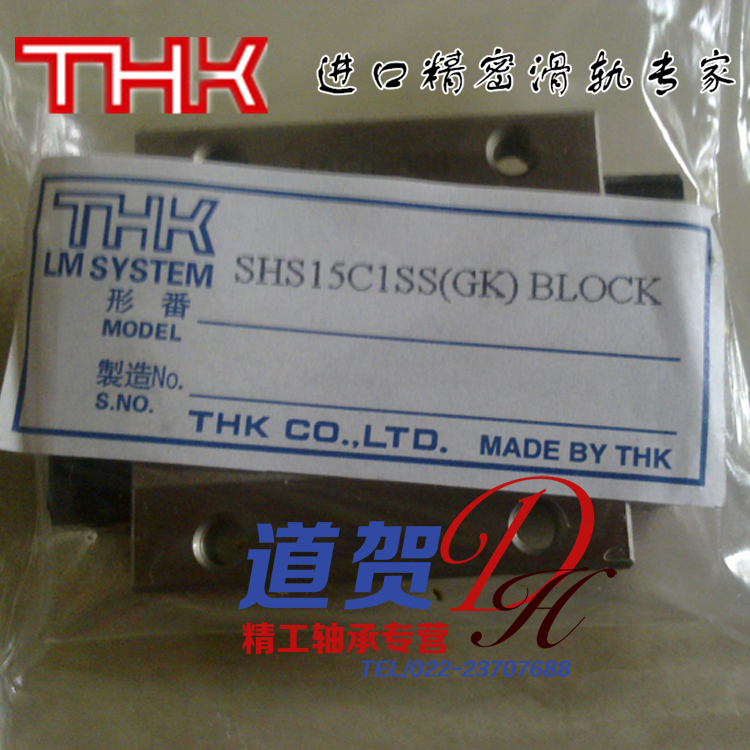 THK
进口精密滑轨专家
THK
LM SYSTEM
SHS15C1SS(GK) BLOCK
形番
MODEL
製造No.
S.NO.
THK CO.,LTD. MADE BY THK
道贺 DH
精工轴承专营
TEL/022-23707688